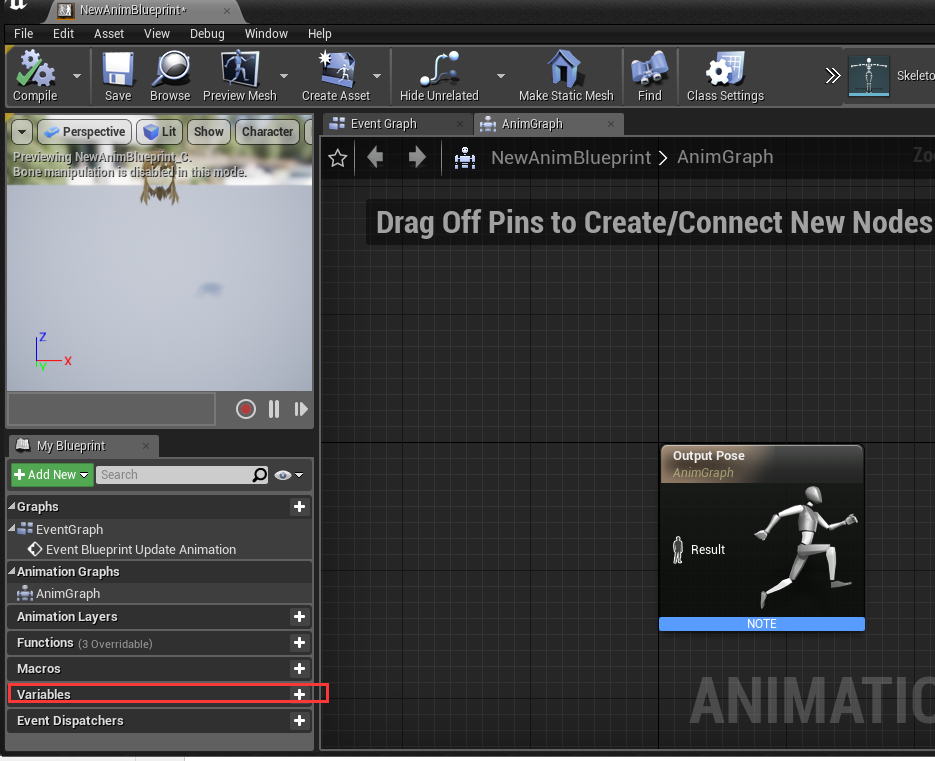 NewAnimBlueprint*
File Edit Asset View Debug Window Help
Compile Save Browse Preview Mesh Create Asset Hide Unrelated Make Static Mesh Find Class Settings Skeleto
Perspective Lit Show Character
Previewing NewAnimBlueprint_C.
Bone manipulation is disabled in this mode.
Z
X
Y
Event Graph AnimGraph
NewAnimBlueprint AnimGraph Zoo
Drag Off Pins to Create/Connect New Nodes
My Blueprint
Add New Search
Graphs
EventGraph
Event Blueprint Update Animation
Animation Graphs
AnimGraph
Animation Layers
Functions (3 Overridable)
Macros
Variables
Event Dispatchers
Output Pose
AnimGraph
Result
NOTE
ANIMATIO